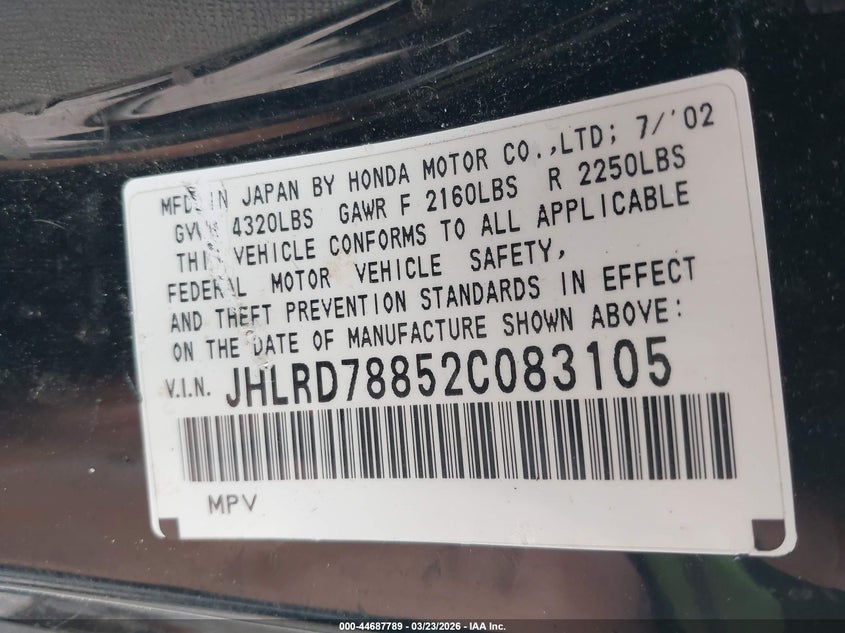 MFD. IN JAPAN BY HONDA MOTOR CO.,LTD; 7/'02
4320LBS GAWR F 2160LBS R 2250LBS
VEHICLE CONFORMS TO ALL APPLICABLE
FEDERAL MOTOR VEHICLE SAFETY,
AND THEFT PREVENTION STANDARDS IN EFFECT
ON THE DATE OF MANUFACTURE SHOWN ABOVE:
V.I.N. JHLRD78852C083105
MPV
000-44687789 - 03/23/2026 - IAA Inc.